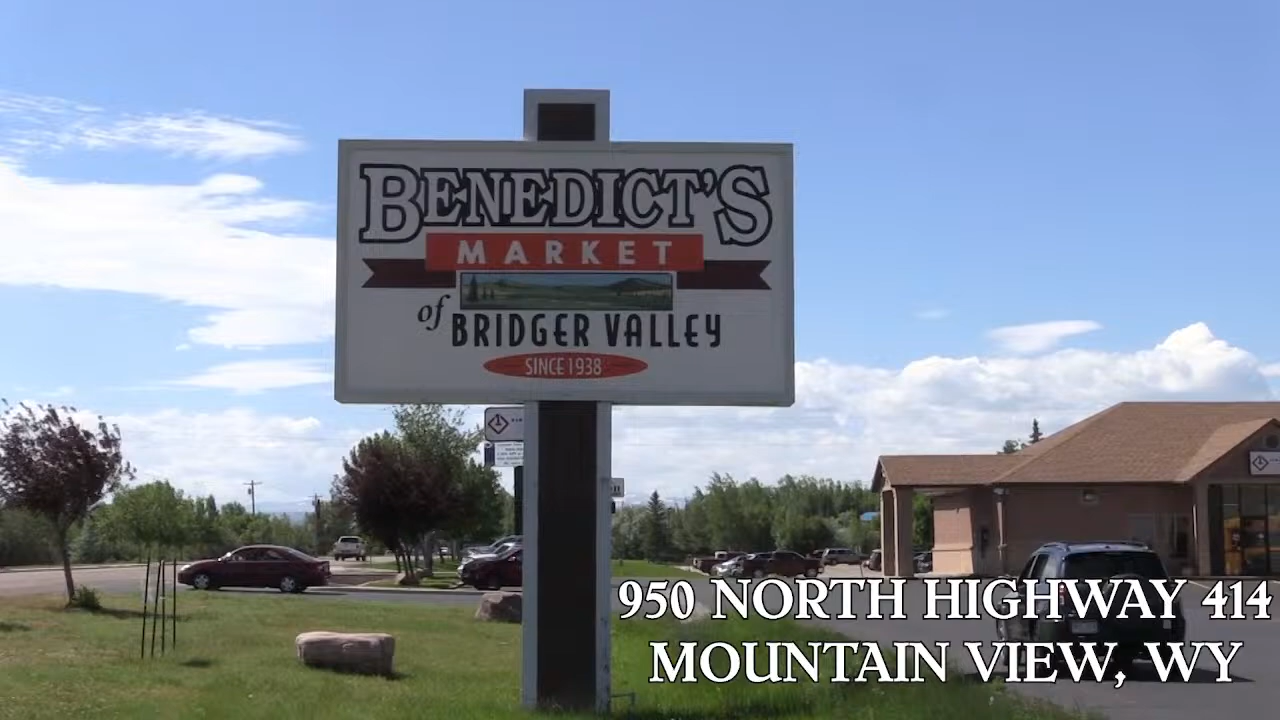 BENEDICT'S
MARKET
of
BRIDGER VALLEY
SINCE 1938
950 NORTH HIGHWAY 414
MOUNTAIN VIEW, WY